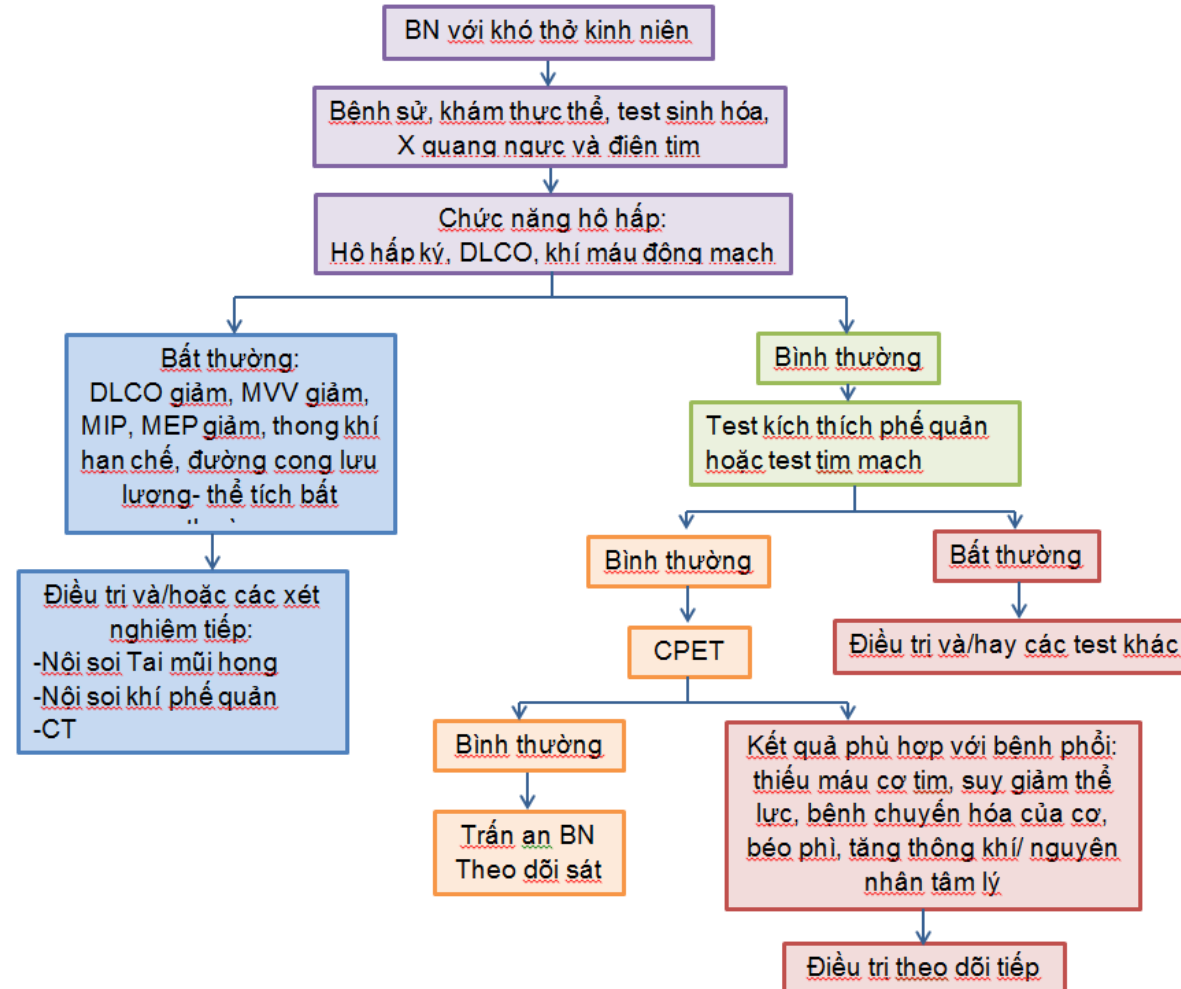 BN với khó thở kinh niên
Bệnh sử, khám thực thể, test sinh hóa,
X quang ngực và điện tim
Chức năng hô hấp:
Hô hấp ký, DLCO, khí máu động mạch
Bất thường:
DLCO giảm, MVV giảm,
MIP, MEP giảm, thong khí
hạn chế, đường cong lưu
lượng- thể tích bất
Điều trị và/hoặc các xét
nghiệm tiếp:
-Nội soi Tai mũi họng
-Nội soi khí phế quản
-CT
Bình thường
Test kích thích phế quản
hoặc test tim mạch
Bình thường
Bất thường
CPET
Điều trị và/hay các test khác
Bình thường
Trấn an BN
Theo dõi sát
Kết quả phù hợp với bệnh phổi:
thiếu máu cơ tim, suy giảm thể
lực, bệnh chuyển hóa của cơ,
béo phì, tăng thông khí/ nguyên
nhân tâm lý
Điều trị theo dõi tiếp